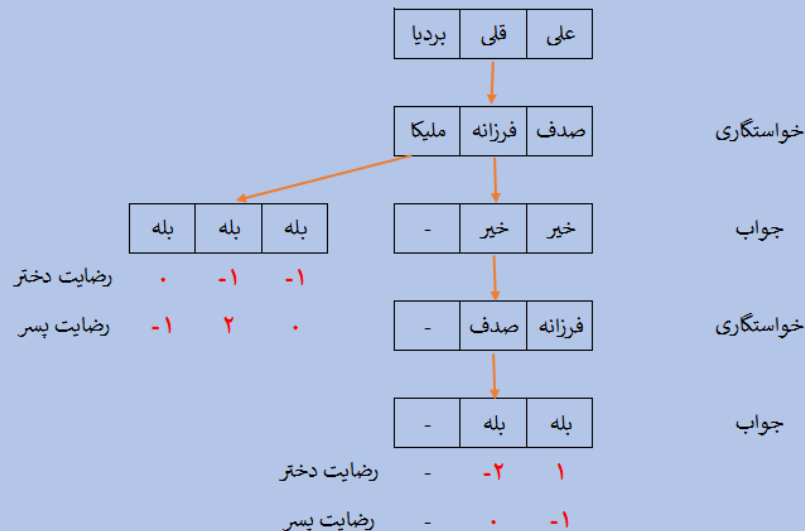 علی قلی بردیا
صدف فرزانه ملیکا
خواستگاری
خیر خیر -
بله بله بله
جواب
رضایت دختر ۰ -۱ -۱
رضایت پسر -۱ ۲ ۰
فرزانه صدف -
خواستگاری
بله بله -
جواب
رضایت دختر - -۲ ۱
رضایت پسر - ۰ -۱